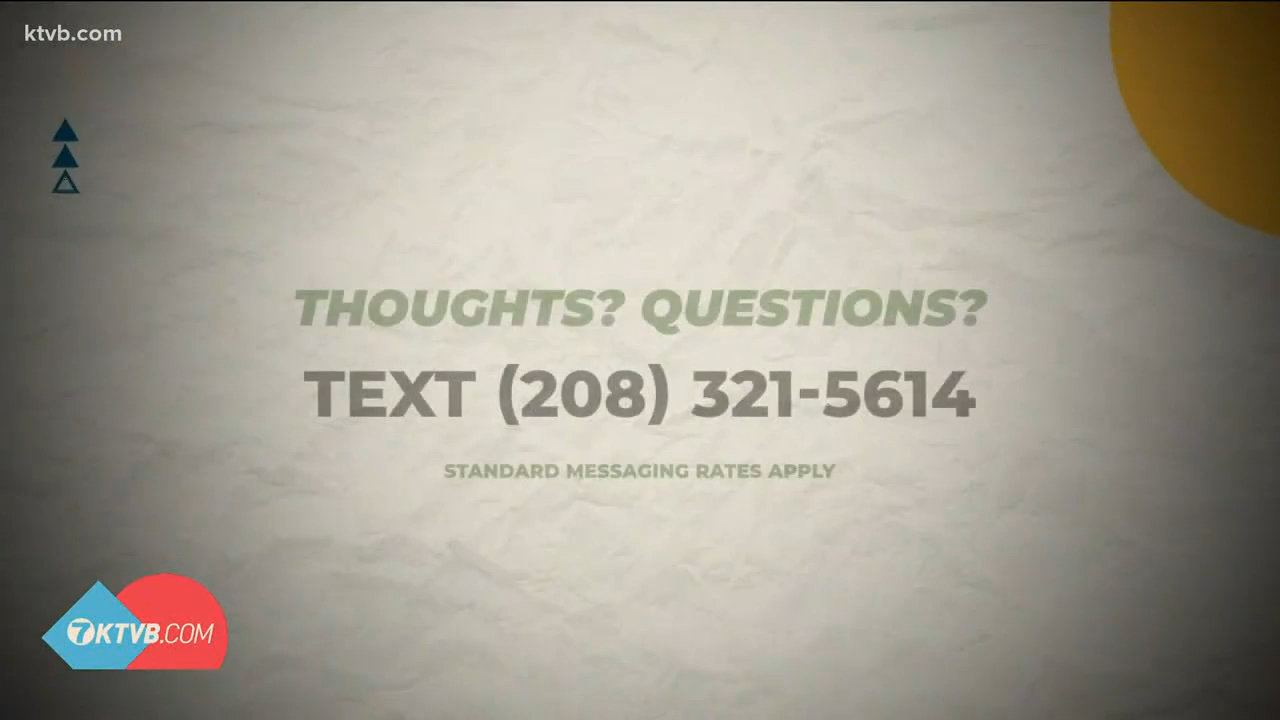 ktvb.com
THOUGHTS? QUESTIONS?
TEXT (208) 321-5614
STANDARD MESSAGING RATES APPLY
7KTVB.COM